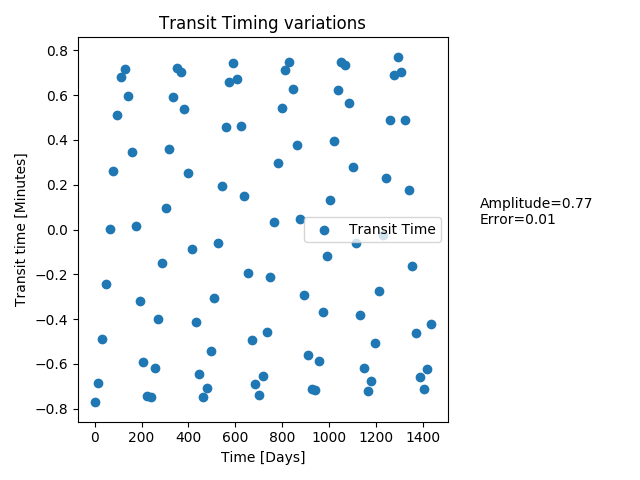 Transit Timing variations
Transit time [Minutes]
0.8
0.6
0.4
0.2
0.0
−0.2
−0.4
−0.6
−0.8
Transit Time
Amplitude=0.77
Error=0.01
0 200 400 600 800 1000 1200 1400
Time [Days]